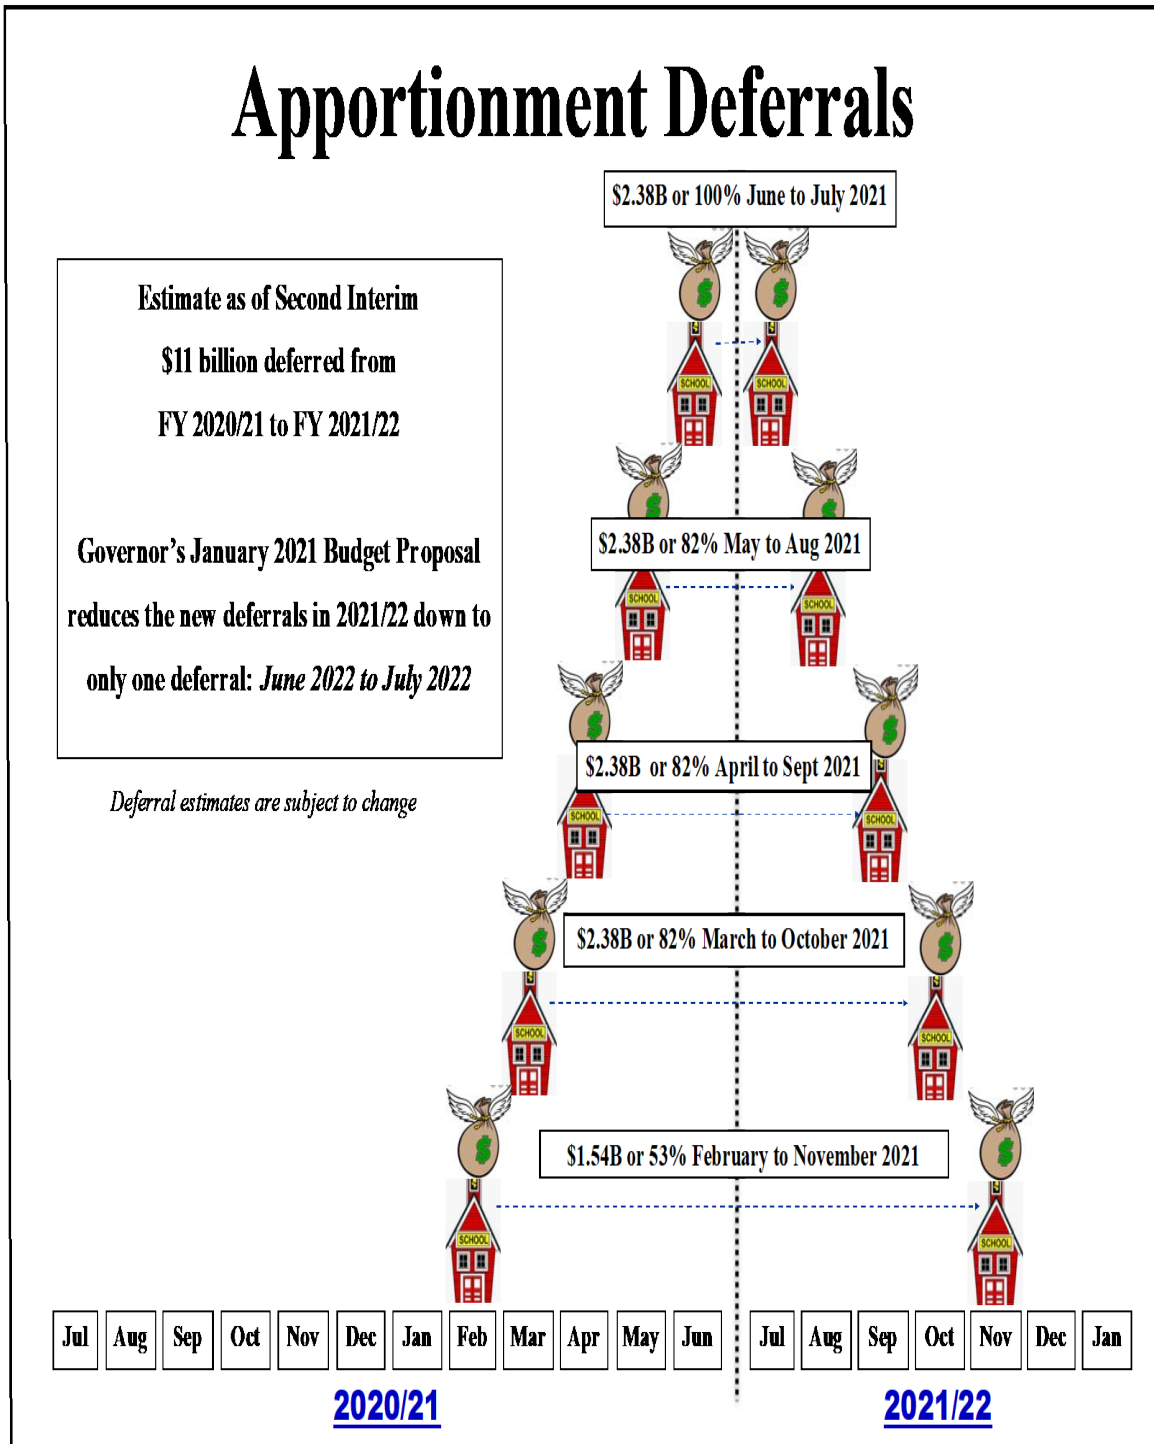 Apportionment Deferrals
$2.38B or 100% June to July 2021
Estimate as of Second Interim
$11 billion deferred from
FY 2020/21 to FY 2021/22
Governor's January 2021 Budget Proposal
reduces the new deferrals in 2021/22 down to
only one deferral: June 2022 to July 2022
Deferral estimates are subject to change
$
$
SCHOOL
SCHOOL
$
$
$2.38B or 82% May to Aug 2021
SCHOOL
SCHOOL
$
$
$2.38B or 82% April to Sept 2021
SCHOOL
SCHOOL
$
$
$2.38B or 82% March to October 2021
SCHOOL
SCHOOL
$
$
$1.54B or 53% February to November 2021
SCHOOL
SCHOOL
Jul Aug Sep Oct Nov Dec Jan Feb Mar Apr May Jun Jul Aug Sep Oct Nov Dec Jan
2020/21 2021/22